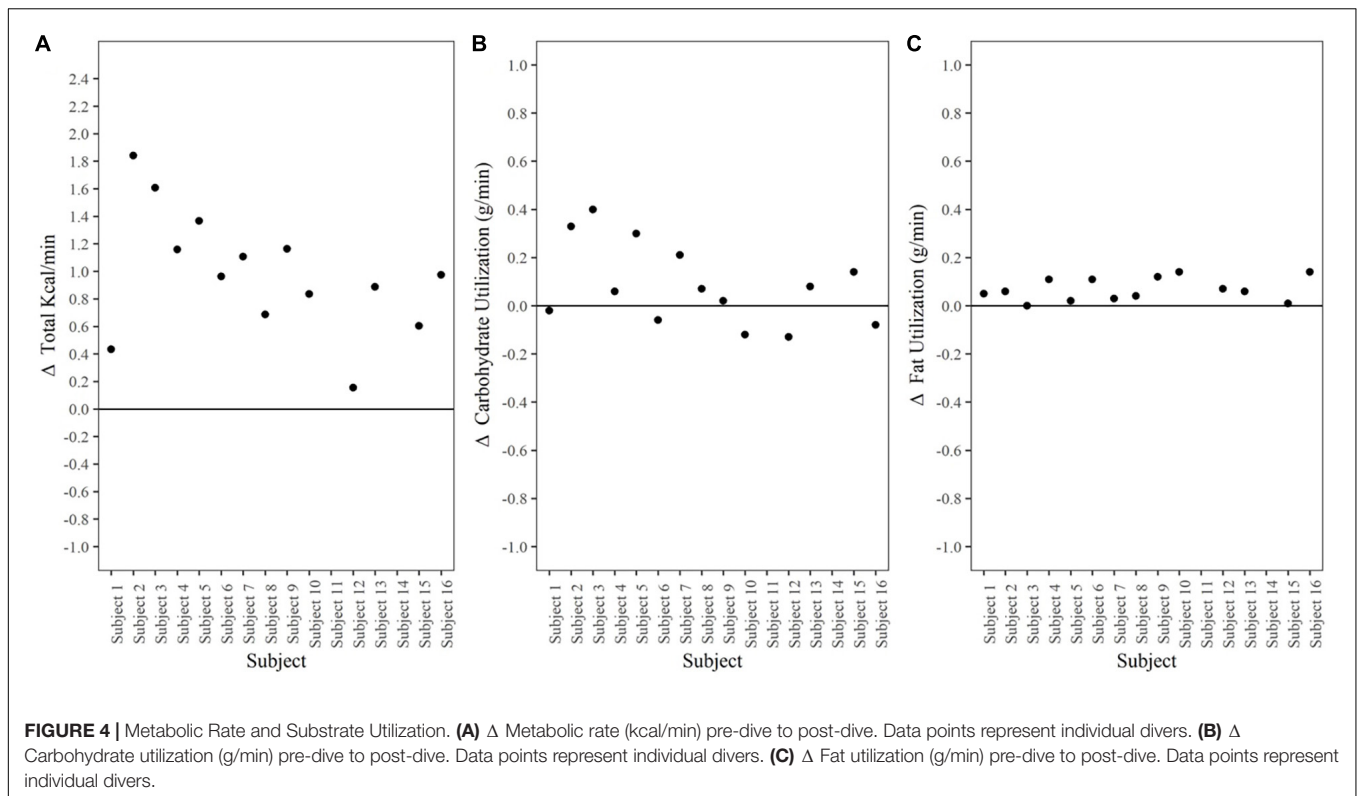 A
Δ Total Kcal/min
2.4
2.2
2.0
1.8
1.6
1.4
1.2
1.0
0.8
0.6
0.4
0.2
0.0
-0.2
-0.4
-0.6
-0.8
-1.0
Subject 1
Subject 2
Subject 3
Subject 4
Subject 5
Subject 6
Subject 7
Subject 8
Subject 9
Subject 10
Subject 11
Subject 12
Subject 13
Subject 14
Subject 15
Subject 16
Subject
B
Δ Carbohydrate Utilization (g/min)
1.0
0.8
0.6
0.4
0.2
0.0
-0.2
-0.4
-0.6
-0.8
-1.0
Subject 1
Subject 2
Subject 3
Subject 4
Subject 5
Subject 6
Subject 7
Subject 8
Subject 9
Subject 10
Subject 11
Subject 12
Subject 13
Subject 14
Subject 15
Subject 16
Subject
C
Δ Fat Utilization (g/min)
1.0
0.8
0.6
0.4
0.2
0.0
-0.2
-0.4
-0.6
-0.8
-1.0
Subject 1
Subject 2
Subject 3
Subject 4
Subject 5
Subject 6
Subject 7
Subject 8
Subject 9
Subject 10
Subject 11
Subject 12
Subject 13
Subject 14
Subject 15
Subject 16
Subject
FIGURE 4 | Metabolic Rate and Substrate Utilization. (A) Δ Metabolic rate (kcal/min) pre-dive to post-dive. Data points represent individual divers. (B) Δ
Carbohydrate utilization (g/min) pre-dive to post-dive. Data points represent individual divers. (C) Δ Fat utilization (g/min) pre-dive to post-dive. Data points represent
individual divers.